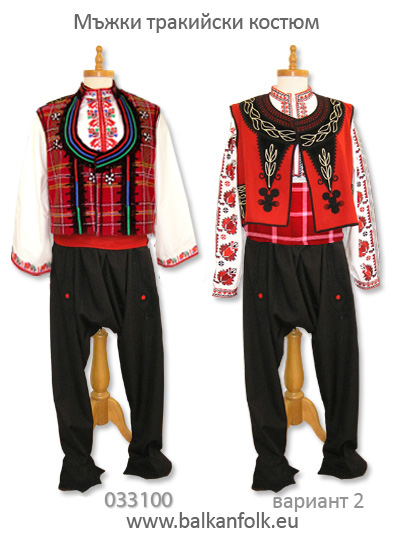 Мъжки тракийски костюм
033100 вариант 2
www.balkanfolk.eu